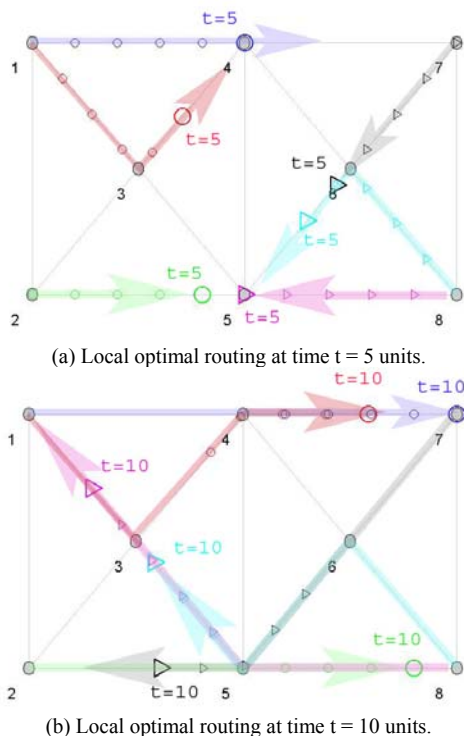 t=5
1
4
7
t=5
t=5
3
6
t=5
t=5
2
5
t=5
8
(a) Local optimal routing at time t = 5 units.
t=10
t=10
1
4
7
t=10
t=10
3
6
t=10
2
t=10
5
8
(b) Local optimal routing at time t = 10 units.